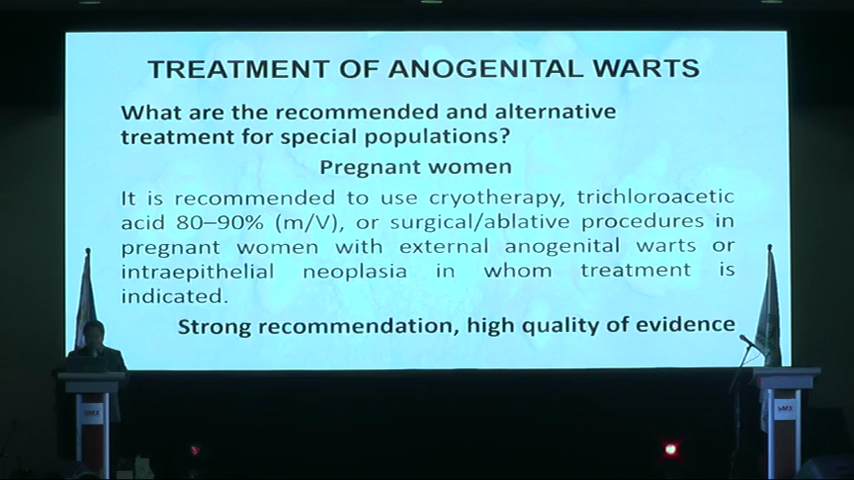 TREATMENT OF ANOGENITAL WARTS
What are the recommended and alternative
treatment for special populations?
Pregnant women
It is recommended to use cryotherapy, trichloroacetic
acid 80–90% (m/V), or surgical/ablative procedures in
pregnant women with external anogenital warts or
intraepithelial neoplasia in whom treatment is
indicated.
Strong recommendation, high quality of evidence
SMX
SMX